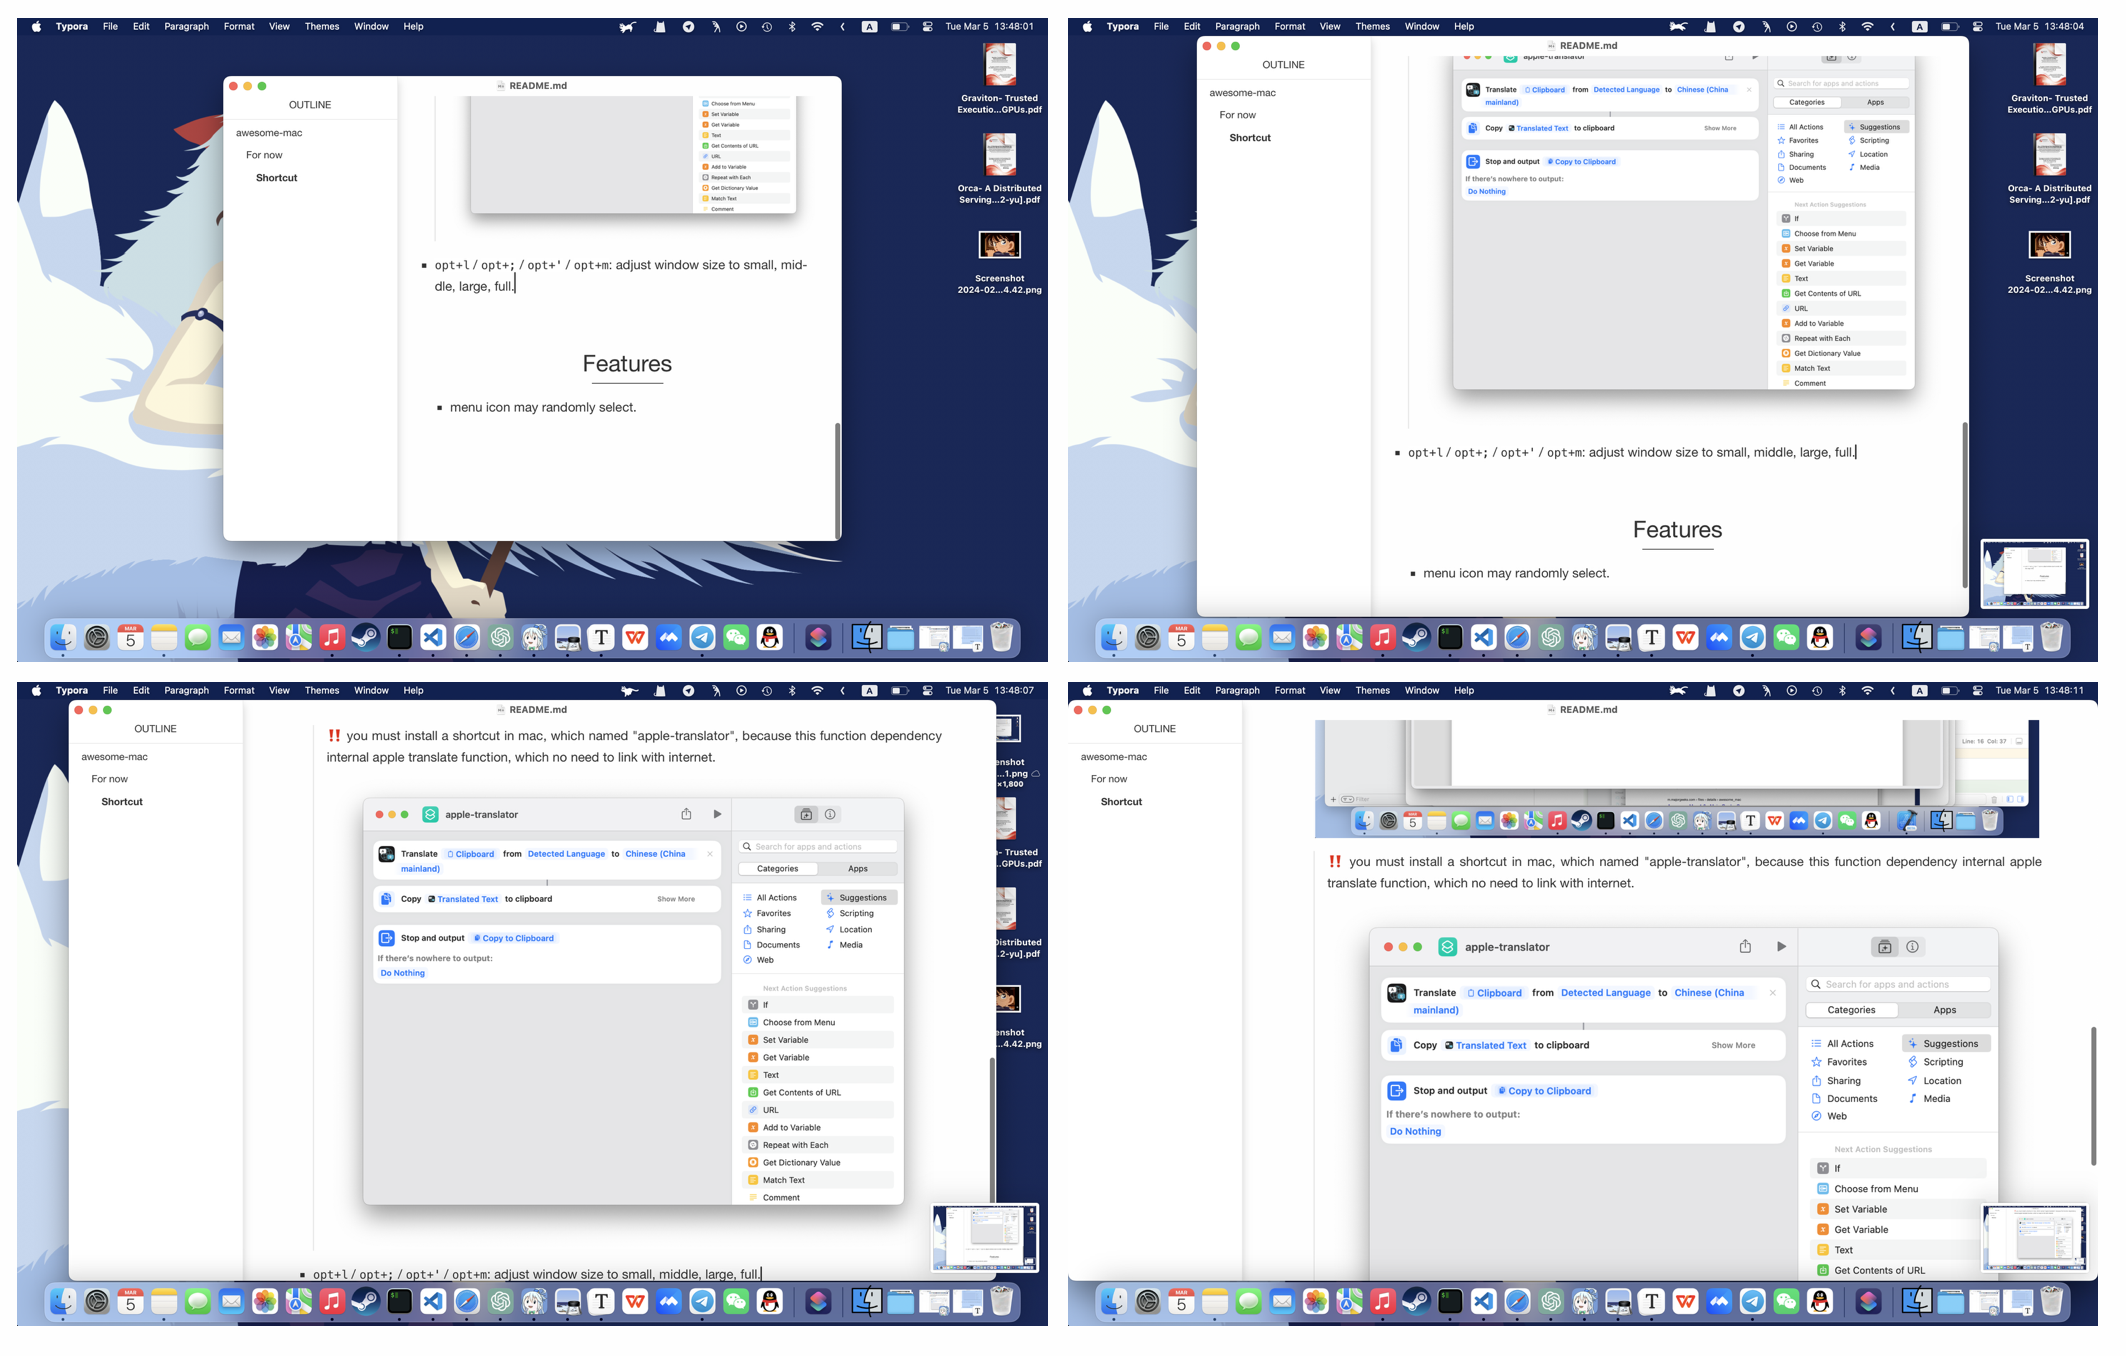 Typora File Edit Paragraph Format View Themes Window Help
A
Tue Mar 5 13:48:01
README.md
OUTLINE
awesome-mac
For now
Shortcut
Choose from Menu
Set Variable
Get Variable
Text
Get Contents of URL
URL
Add to Variable
Repeat with Each
Get Dictionary Value
Match Text
Comment
opt+l / opt+; / opt+' / opt+m: adjust window size to small, mid-
dle, large, full.
Features
menu icon may randomly select.
Graviton- Trusted
Executio...GPUs.pdf
Orca- A Distributed
Serving...2-yu].pdf
Screenshot
2024-02...4.42.png
MAR
5
Typora File Edit Paragraph Format View Themes Window Help
A
Tue Mar 5 13:48:04
README.md
OUTLINE
awesome-mac
For now
Shortcut
apple-translator
Translate Clipboard from Detected Language to Chinese (China
mainland)
Copy Translated Text to clipboard Show More
Stop and output Copy to Clipboard
If there's nowhere to output:
Do Nothing
Search for apps and actions
Categories Apps
All Actions Suggestions
Favorites Scripting
Sharing Location
Documents Media
Web
Next Action Suggestions
If
Choose from Menu
Set Variable
Get Variable
Text
Get Contents of URL
URL
Add to Variable
Repeat with Each
Get Dictionary Value
Match Text
Comment
opt+l / opt+; / opt+' / opt+m: adjust window size to small, middle, large, full.
Features
menu icon may randomly select.
Graviton- Trusted
Executio...GPUs.pdf
Orca- A Distributed
Serving...2-yu].pdf
Screenshot
2024-02...4.42.png
MAR
5
Typora File Edit Paragraph Format View Themes Window Help
A
Tue Mar 5 13:48:07
README.md
OUTLINE
awesome-mac
For now
Shortcut
‼ you must install a shortcut in mac, which named "apple-translator", because this function dependency
internal apple translate function, which no need to link with internet.
apple-translator
Translate Clipboard from Detected Language to Chinese (China
mainland)
Copy Translated Text to clipboard Show More
Stop and output Copy to Clipboard
If there's nowhere to output:
Do Nothing
Search for apps and actions
Categories Apps
All Actions Suggestions
Favorites Scripting
Sharing Location
Documents Media
Web
Next Action Suggestions
If
Choose from Menu
Set Variable
Get Variable
Text
Get Contents of URL
URL
Add to Variable
Repeat with Each
Get Dictionary Value
Match Text
Comment
opt+l / opt+; / opt+' / opt+m: adjust window size to small, middle, large, full.
enshot
...1.png
×1,800
- Trusted
.GPUs.pdf
Distributed
.2-yu].pdf
enshot
...4.42.png
MAR
5
Typora File Edit Paragraph Format View Themes Window Help
A
Tue Mar 5 13:48:11
README.md
OUTLINE
awesome-mac
For now
Shortcut
Line: 16 Col: 37
Filter
‼ you must install a shortcut in mac, which named "apple-translator", because this function dependency internal apple
translate function, which no need to link with internet.
apple-translator
Translate Clipboard from Detected Language to Chinese (China
mainland)
Copy Translated Text to clipboard Show More
Stop and output Copy to Clipboard
If there's nowhere to output:
Do Nothing
Search for apps and actions
Categories Apps
All Actions Suggestions
Favorites Scripting
Sharing Location
Documents Media
Web
Next Action Suggestions
If
Choose from Menu
Set Variable
Get Variable
Text
Get Contents of URL
MAR
5